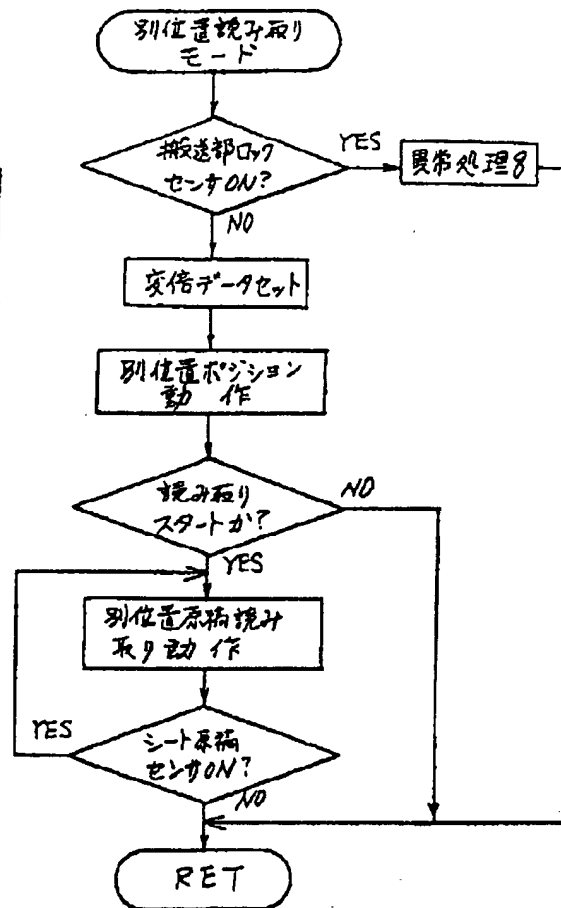 別位置読み取り
モード
搬送部ロック
センサON?
YES
異常処理8
NO
変倍データセット
別位置ポジション
動 作
読み取り
スタートか?
NO
YES
別位置原稿読み
取り動作
YES
シート原稿
センサON?
NO
RET